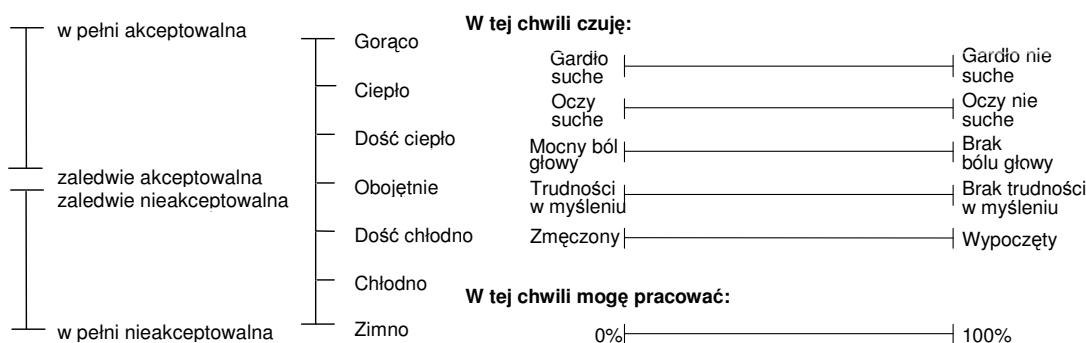 w pełni akceptowalna
zaledwie akceptowalna
zaledwie nieakceptowalna
w pełni nieakceptowalna
Gorąco
Ciepło
Dość ciepło
Obojętnie
Dość chłodno
Chłodno
Zimno
W tej chwili czuję:
Gardło
suche
Gardło nie
suche
Oczy
suche
Oczy nie
suche
Mocny ból
głowy
Brak
bólu głowy
Trudności
w myśleniu
Brak trudności
w myśleniu
Zmęczony
Wypoczęty
W tej chwili mogę pracować:
0%
100%